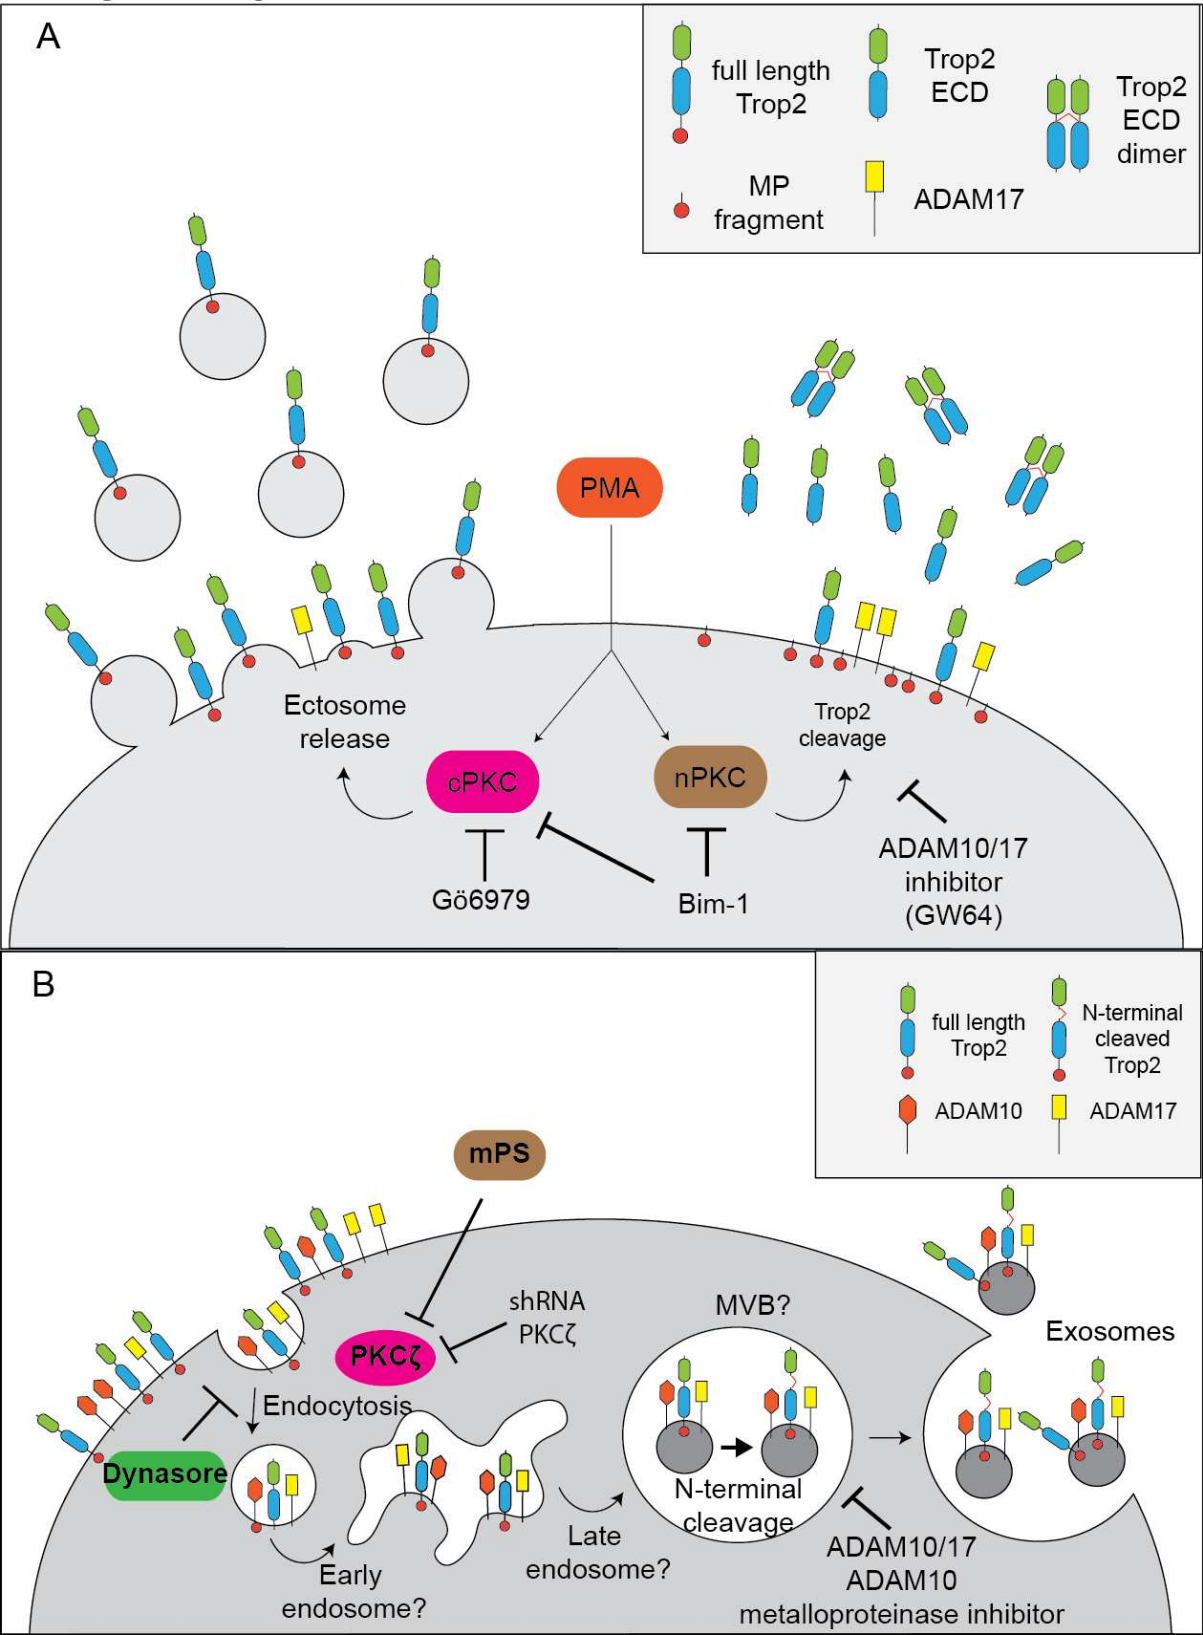 A
full length
Trop2
Trop2
ECD
Trop2
ECD
dimer
MP
fragment
ADAM17
PMA
Ectosome
release
Trop2
cleavage
cPKC
nPKC
Gö6979
Bim-1
ADAM10/17
inhibitor
(GW64)
B
full length
Trop2
N-terminal
cleaved
Trop2
ADAM10
ADAM17
mPS
shRNA
PKCζ
PKCζ
MVB?
Exosomes
Endocytosis
Dynasore
N-terminal
cleavage
Early
endosome?
Late
endosome?
ADAM10/17
ADAM10
metalloproteinase inhibitor